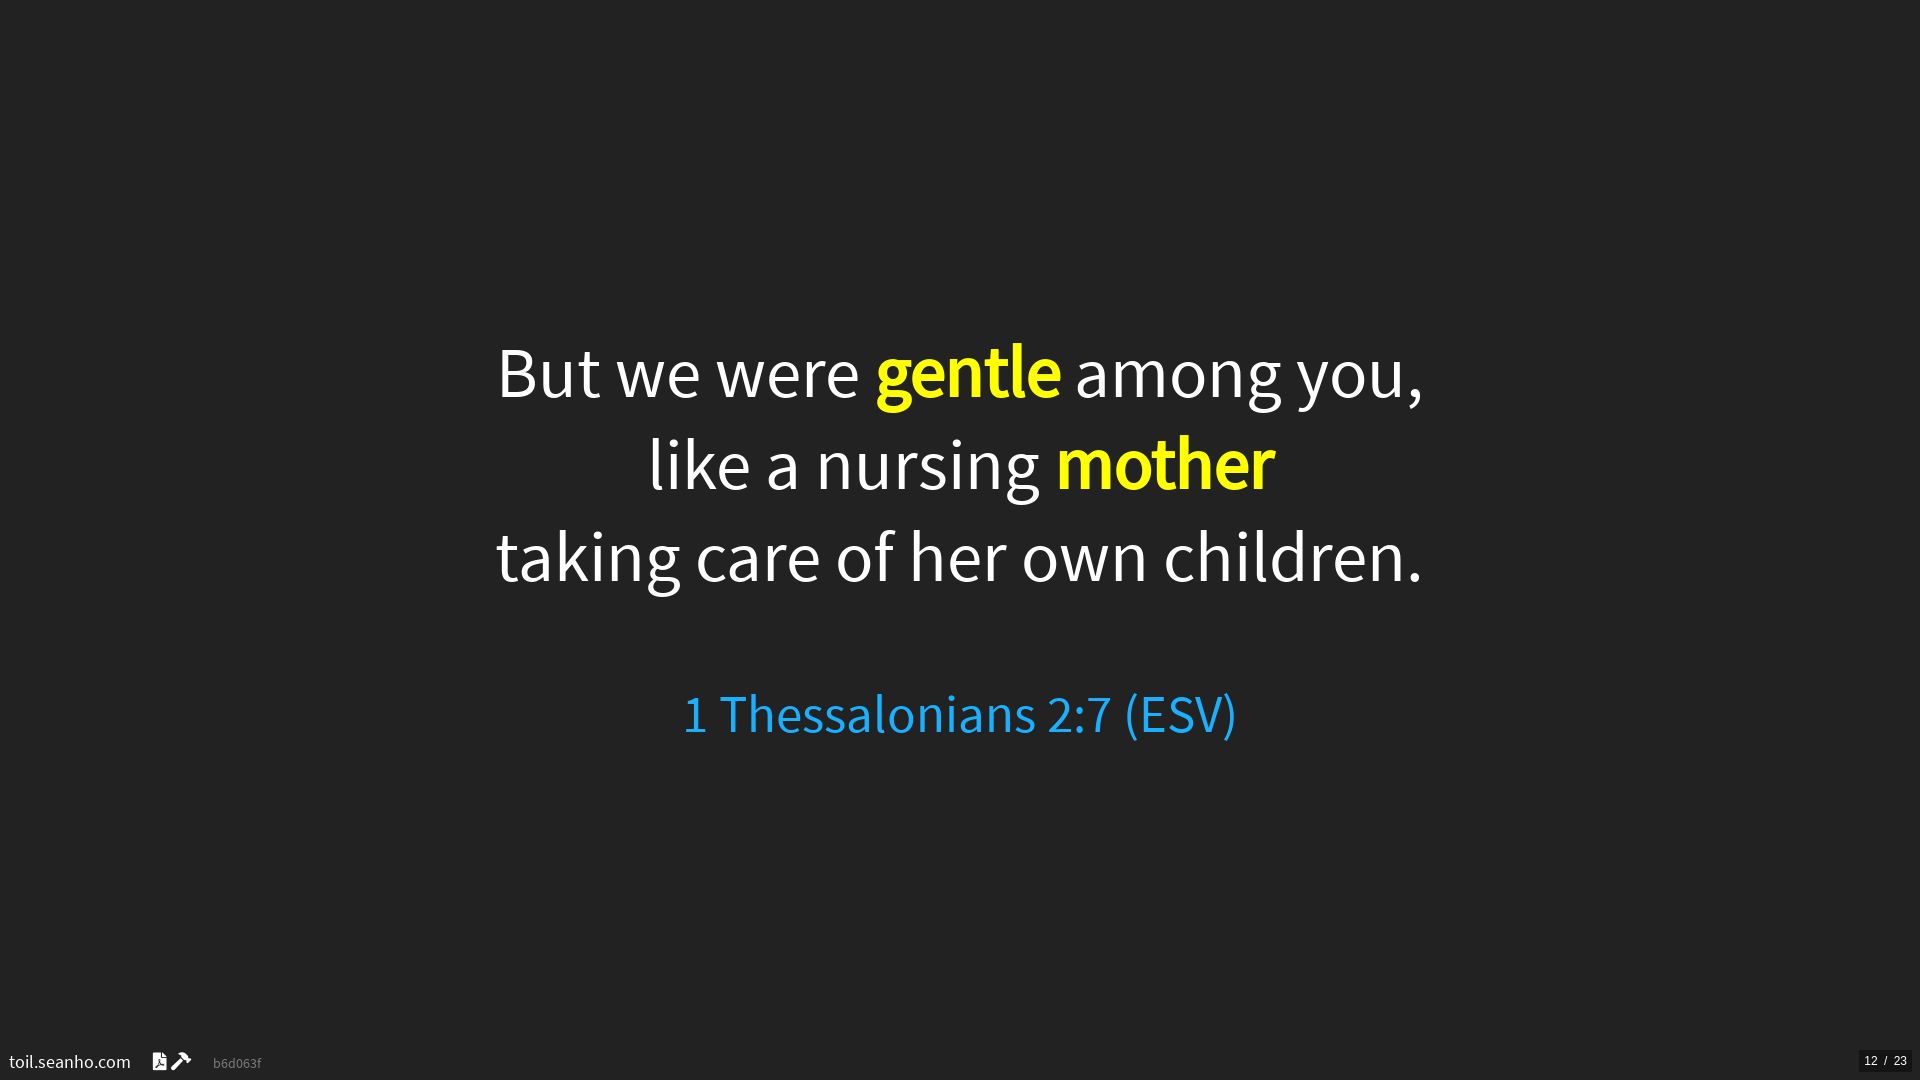 But we were gentle among you,
like a nursing mother
taking care of her own children.
1 Thessalonians 2:7 (ESV)
toil.seanho.com
b6d063f
12 / 23